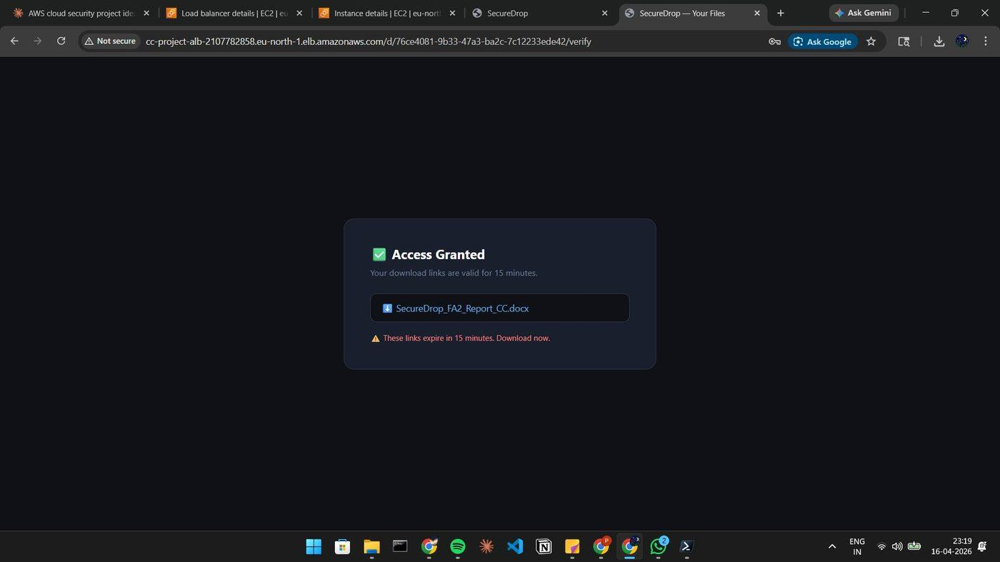 AWS cloud security project idea
Load balancer details | EC2 | eu
Instance details | EC2 | eu-nort
SecureDrop
SecureDrop — Your Files
Ask Gemini
Not secure
cc-project-alb-2107782858.eu-north-1.elb.amazonaws.com/d/76ce4081-9b33-47a3-ba2c-7c12233ede42/verify
Ask Google
Access Granted
Your download links are valid for 15 minutes.
SecureDrop_FA2_Report_CC.docx
These links expire in 15 minutes. Download now.
P
2
ENG
IN
23:19
16-04-2026